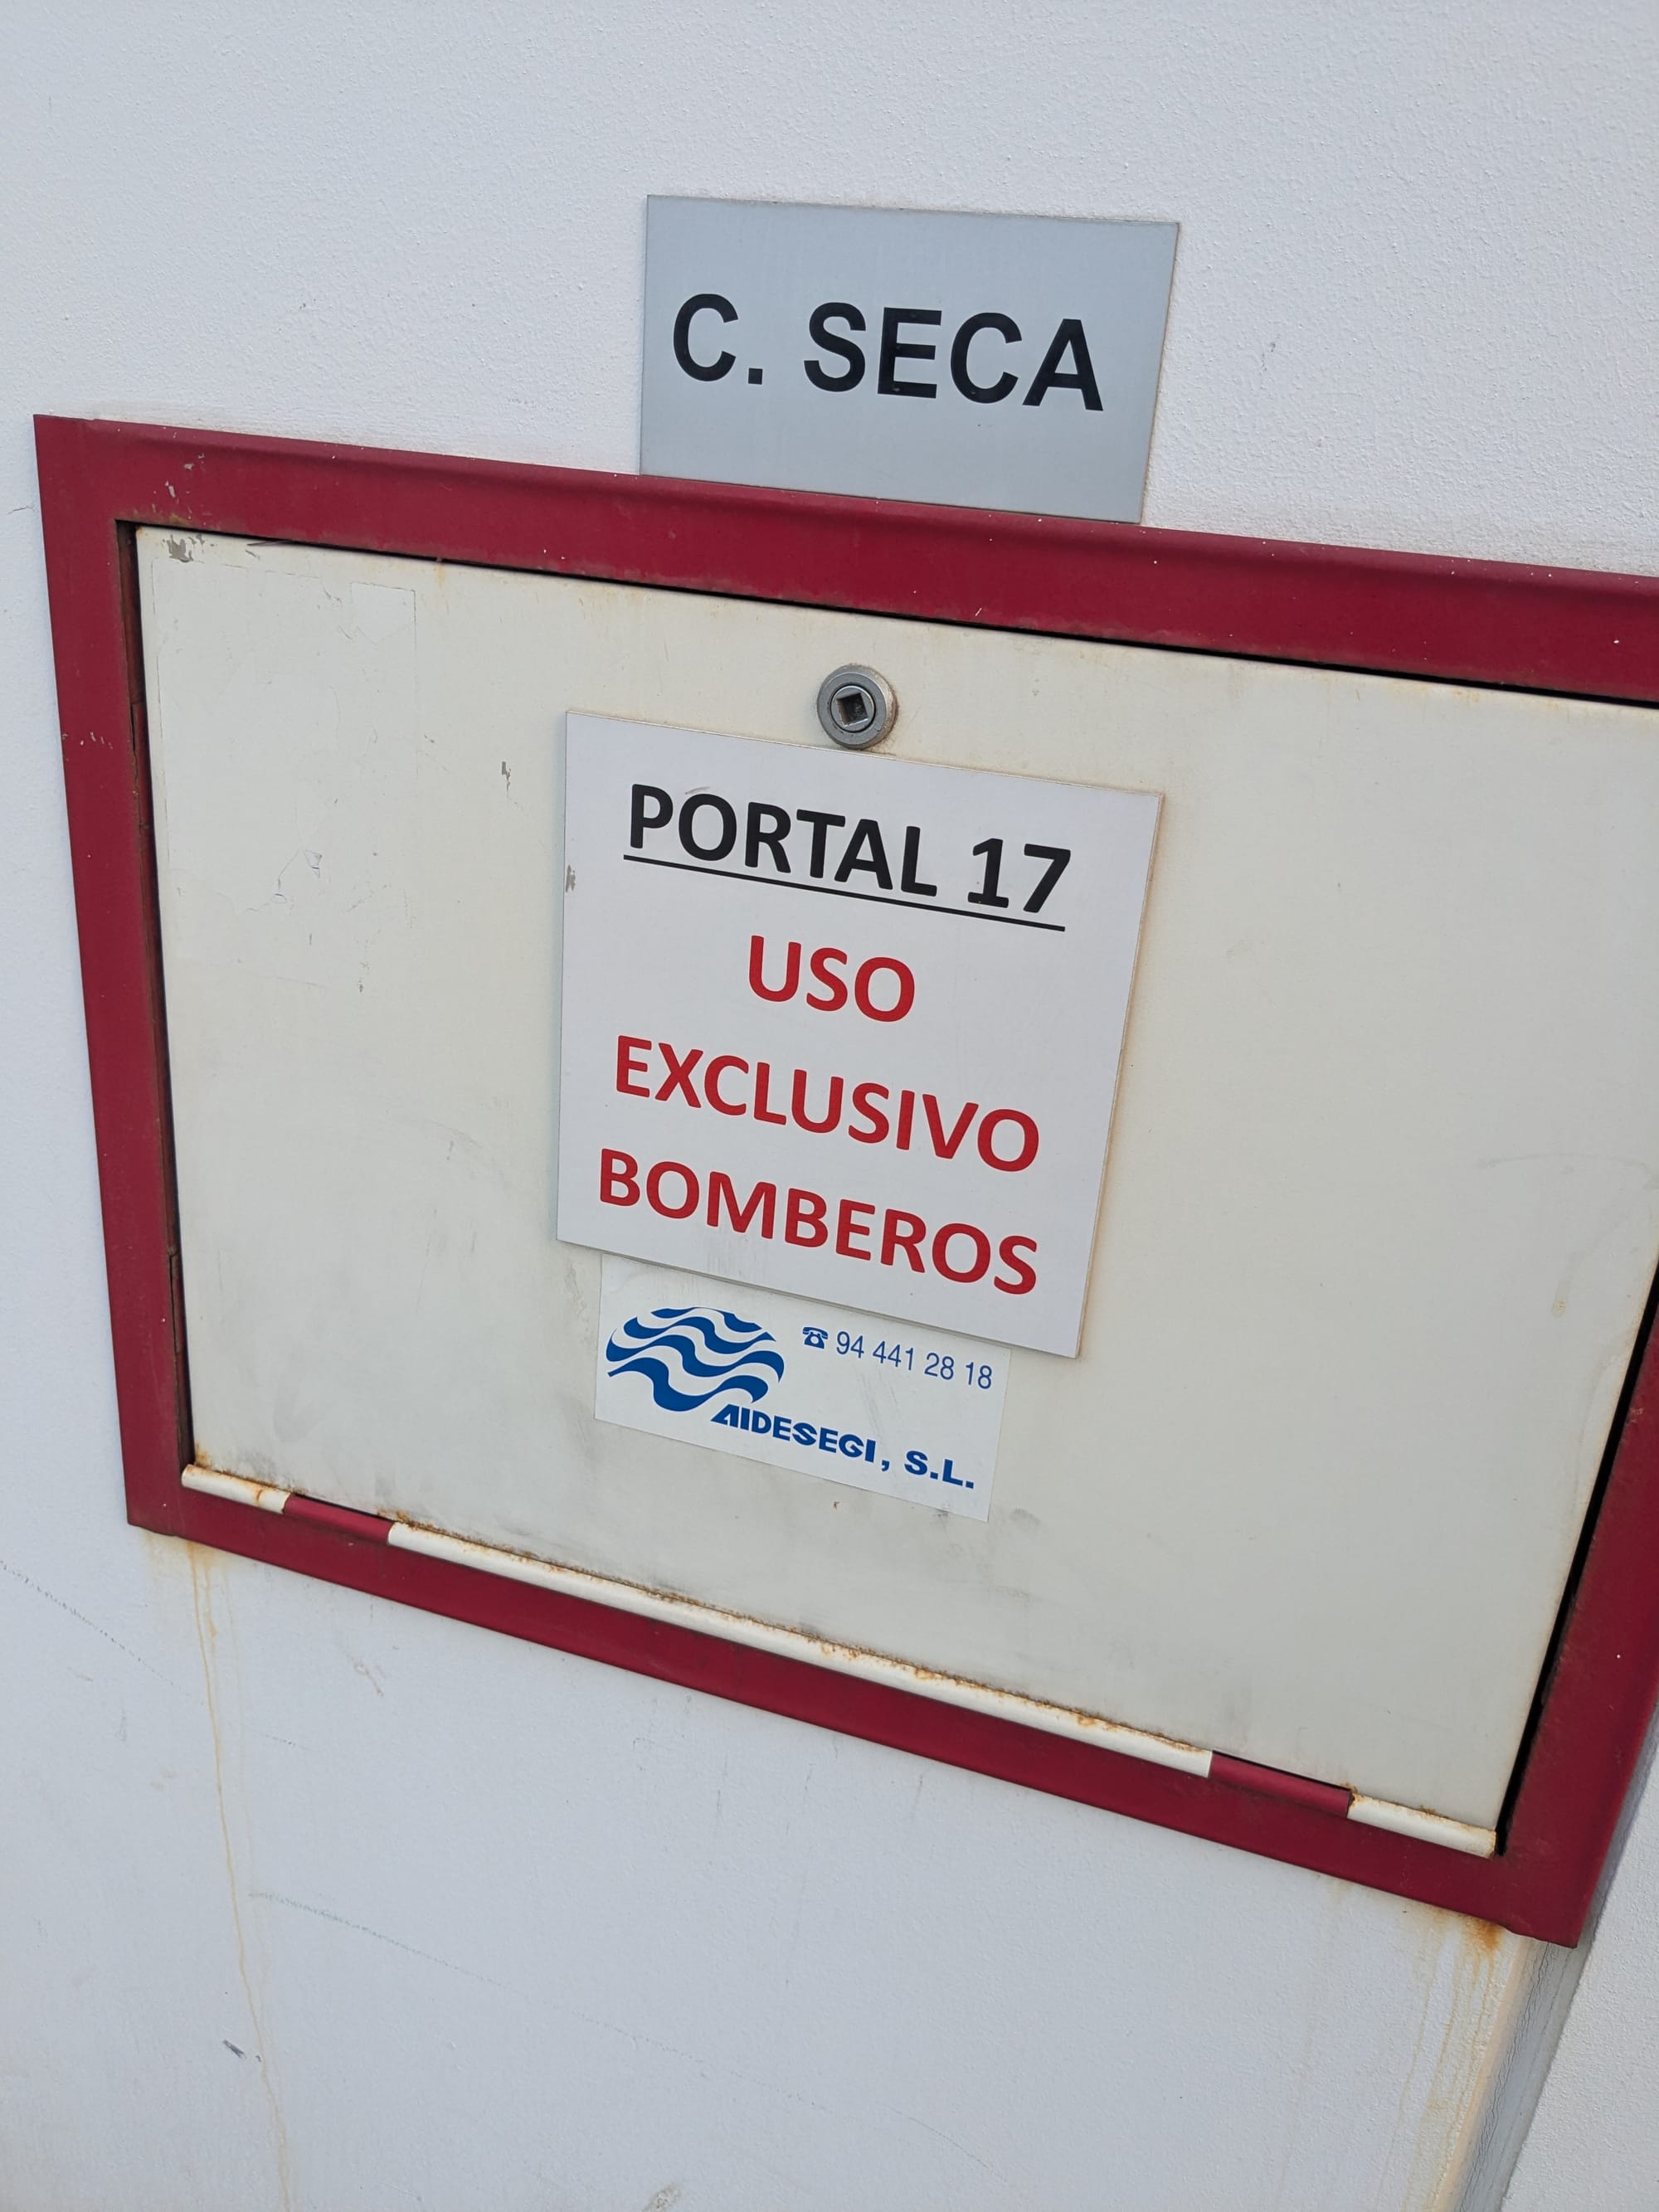 C. SECA
PORTAL 17
USO
EXCLUSIVO
BOMBEROS
☎ 94 441 28 18
AIDESEGI, S.L.